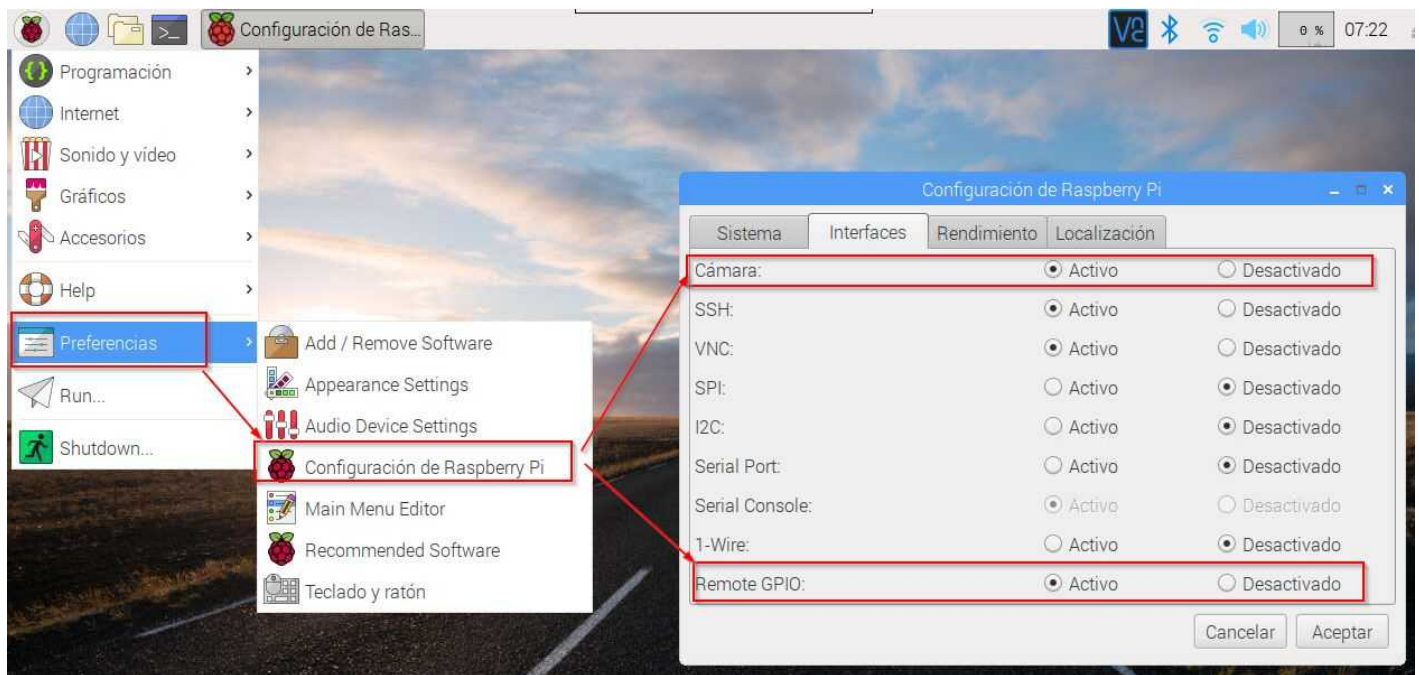 Configuración de Ras...
0 %
07:22
Programación
Internet
Sonido y vídeo
Gráficos
Accesorios
Help
Preferencias
Run...
Shutdown...
Add / Remove Software
Appearance Settings
Audio Device Settings
Configuración de Raspberry Pi
Main Menu Editor
Recommended Software
Teclado y ratón
Configuración de Raspberry Pi
Sistema Interfaces Rendimiento Localización
Cámara: Activo Desactivado
SSH: Activo Desactivado
VNC: Activo Desactivado
SPI: Activo Desactivado
I2C: Activo Desactivado
Serial Port: Activo Desactivado
Serial Console: Activo Desactivado
1-Wire: Activo Desactivado
Remote GPIO: Activo Desactivado
Cancelar Aceptar